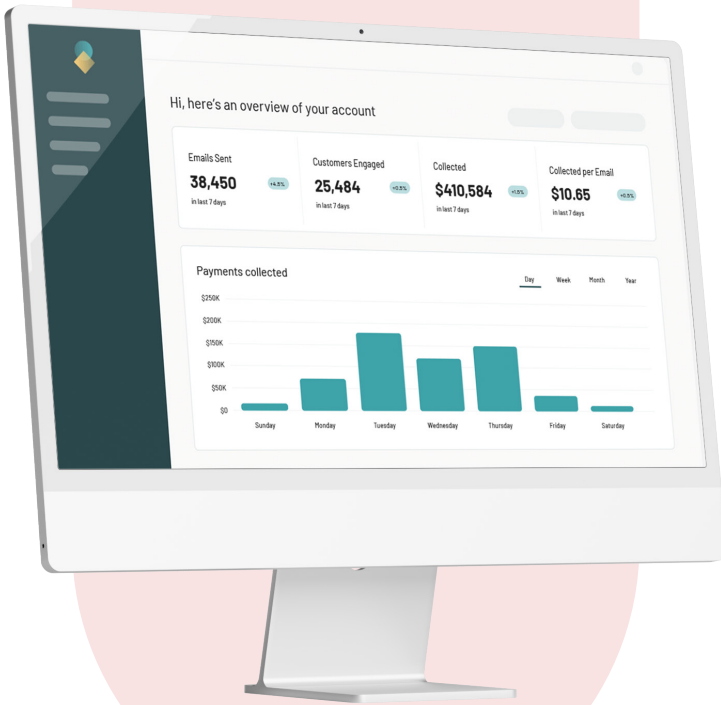 Hi, here's an overview of your account
Emails Sent
38,450
+4.5%
in last 7 days
Customers Engaged
25,484
+0.5%
in last 7 days
Collected
$410,584
+1.5%
in last 7 days
Collected per Email
$10.65
+0.5%
in last 7 days
Payments collected
Day Week Month Year
$250K
$200K
$150K
$100K
$50K
$0
Sunday Monday Tuesday Wednesday Thursday Friday Saturday